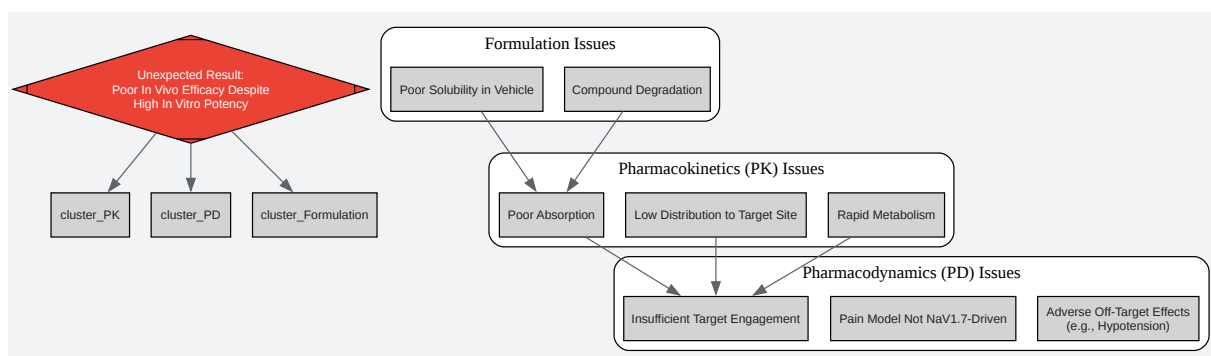 Unexpected Result:
Poor In Vivo Efficacy Despite
High In Vitro Potency
cluster_PK
cluster_PD
cluster_Formulation
Formulation Issues
Poor Solubility in Vehicle
Compound Degradation
Pharmacokinetics (PK) Issues
Poor Absorption
Low Distribution to Target Site
Rapid Metabolism
Pharmacodynamics (PD) Issues
Insufficient Target Engagement
Pain Model Not NaV1.7-Driven
Adverse Off-Target Effects
(e.g., Hypotension)